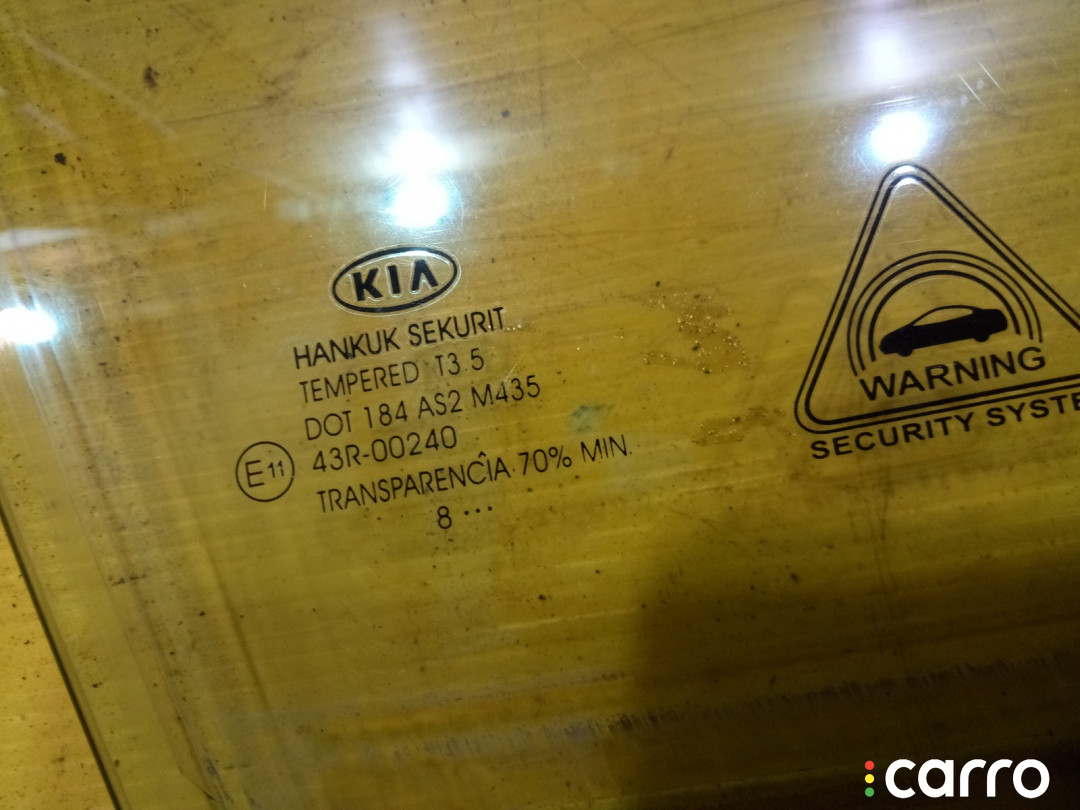 KIA
HANKUK SEKURIT
TEMPERED T3.5
DOT 184 AS2 M435
E11
43R-00240
TRANSPARENCÎA 70% MIN.
8 ...
WARNING
SECURITY SYSTE
carro